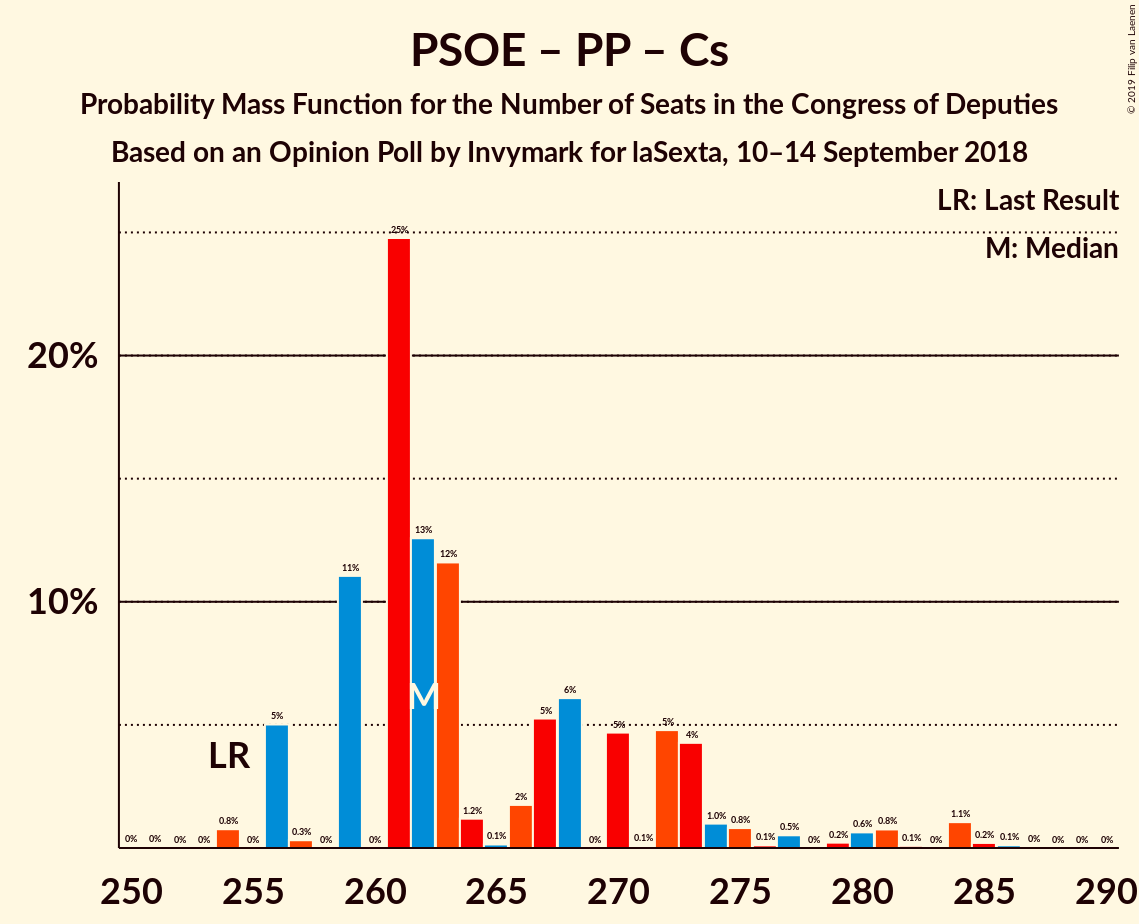 PSOE – PP – Cs
Probability Mass Function for the Number of Seats in the Congress of Deputies
Based on an Opinion Poll by Invymark for laSexta, 10–14 September 2018
© 2019 Filip van Laenen
LR: Last Result
M: Median
20%
10%
LR
M
0% 0% 0% 0% 0.8% 0% 5% 0.3% 0% 11% 0% 25% 13% 12% 1.2% 0.1% 2% 5% 6% 0% 5% 0.1% 5% 4% 1.0% 0.8% 0.1% 0.5% 0% 0.2% 0.6% 0.8% 0.1% 0% 1.1% 0.2% 0.1% 0% 0% 0% 0%
250 255 260 265 270 275 280 285 290